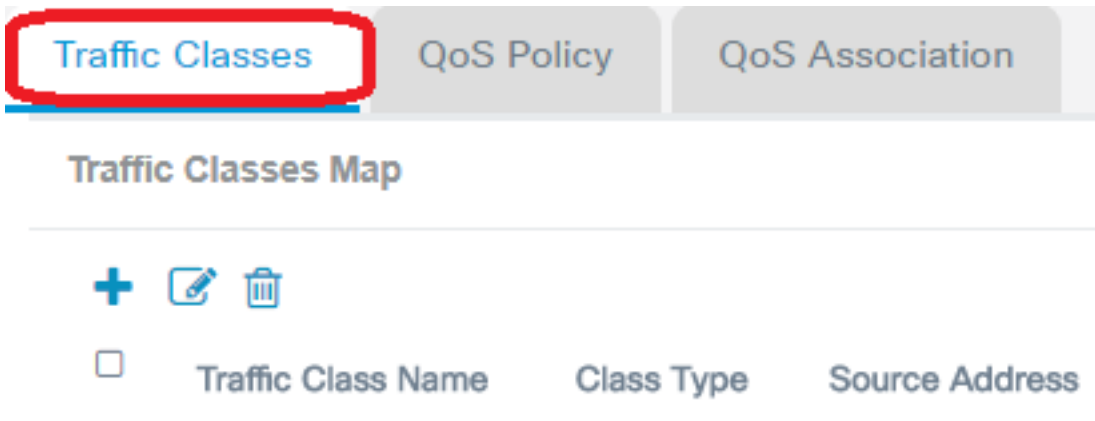 Traffic Classes QoS Policy QoS Association
Traffic Classes Map
Traffic Class Name Class Type Source Address